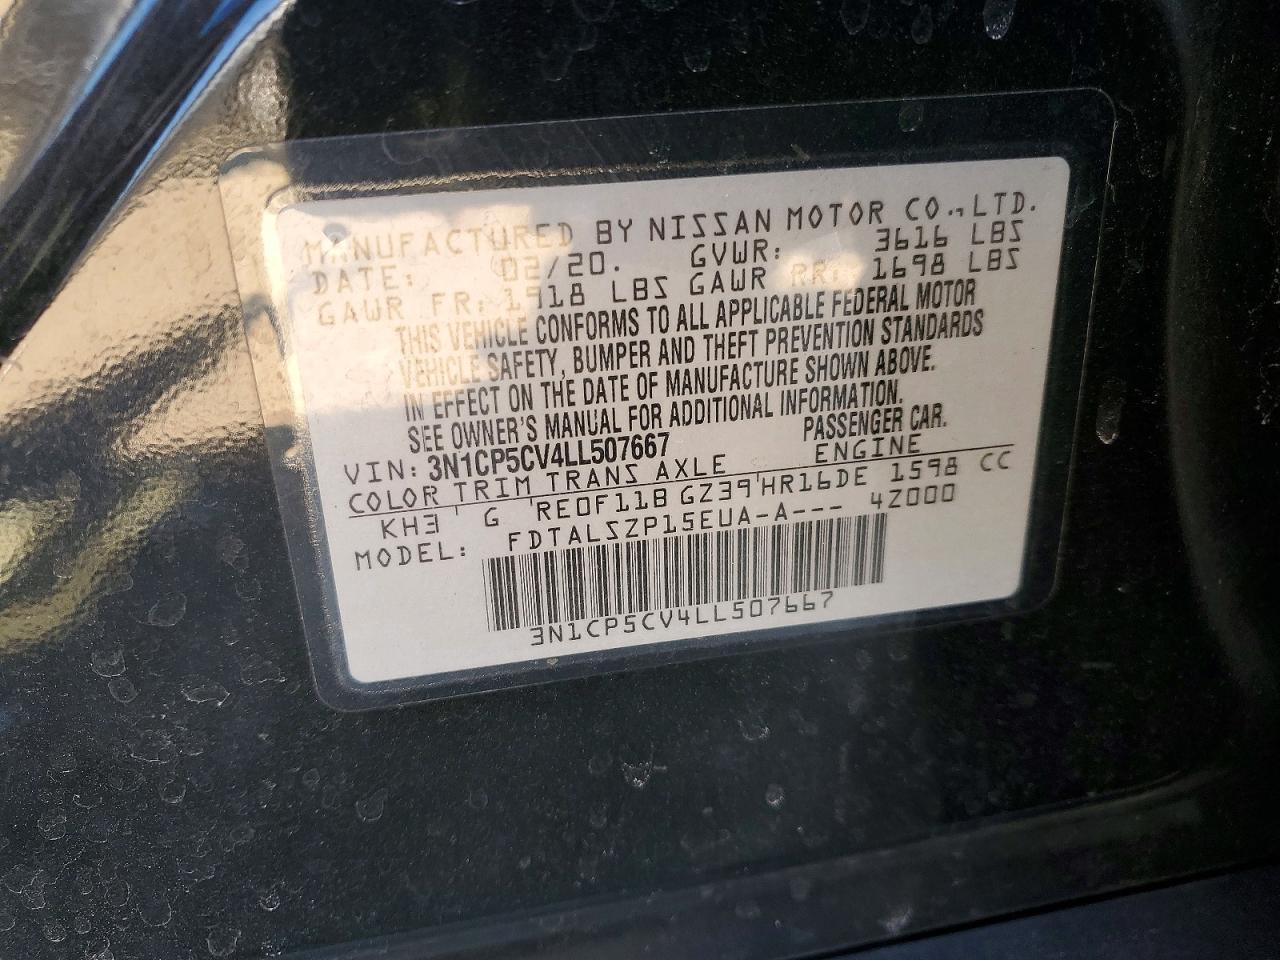 MANUFACTURED BY NISSAN MOTOR CO., LTD.
DATE: 02/20. GVWR: 3616 LBS
GAWR FR: 1918 LBS GAWR RR: 1698 LBS
THIS VEHICLE CONFORMS TO ALL APPLICABLE FEDERAL MOTOR
VEHICLE SAFETY, BUMPER AND THEFT PREVENTION STANDARDS
IN EFFECT ON THE DATE OF MANUFACTURE SHOWN ABOVE.
SEE OWNER'S MANUAL FOR ADDITIONAL INFORMATION.
VIN: 3N1CP5CV4LL507667 PASSENGER CAR.
COLOR TRIM TRANS AXLE ENGINE
KH3 G RE0F11B GZ39 HR16DE 1598 CC
MODEL: FDTALSZP15EUA-A--- 4Z000
3N1CP5CV4LL507667